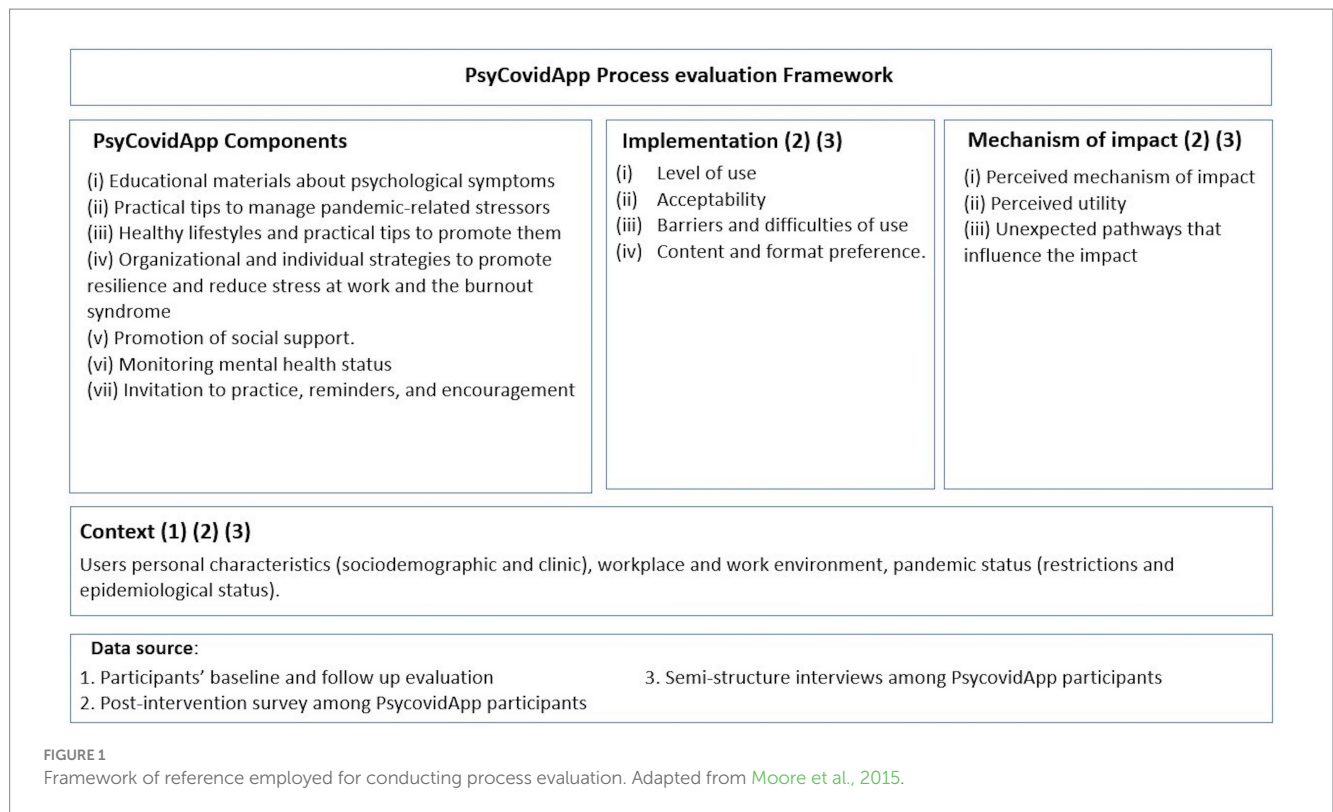 PsyCovidApp Process evaluation Framework
PsyCovidApp Components
(i) Educational materials about psychological symptoms
(ii) Practical tips to manage pandemic-related stressors
(iii) Healthy lifestyles and practical tips to promote them
(iv) Organizational and individual strategies to promote
resilience and reduce stress at work and the burnout
syndrome
(v) Promotion of social support.
(vi) Monitoring mental health status
(vii) Invitation to practice, reminders, and encouragement
Implementation (2) (3)
(i) Level of use
(ii) Acceptability
(iii) Barriers and difficulties of use
(iv) Content and format preference.
Mechanism of impact (2) (3)
(i) Perceived mechanism of impact
(ii) Perceived utility
(iii) Unexpected pathways that
influence the impact
Context (1) (2) (3)
Users personal characteristics (sociodemographic and clinic), workplace and work environment, pandemic status (restrictions and
epidemiological status).
Data source:
1. Participants’ baseline and follow up evaluation
2. Post-intervention survey among PsycovidApp participants
3. Semi-structure interviews among PsycovidApp participants
FIGURE 1
Framework of reference employed for conducting process evaluation. Adapted from Moore et al., 2015.